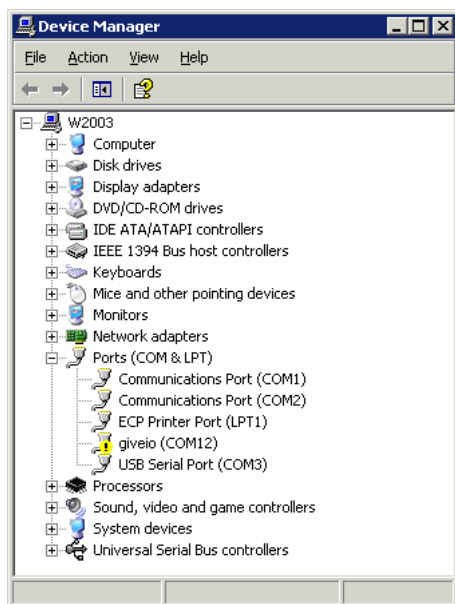 Device Manager
File Action View Help
W2003
Computer
Disk drives
Display adapters
DVD/CD-ROM drives
IDE ATA/ATAPI controllers
IEEE 1394 Bus host controllers
Keyboards
Mice and other pointing devices
Monitors
Network adapters
Ports (COM & LPT)
Communications Port (COM1)
Communications Port (COM2)
ECP Printer Port (LPT1)
giveio (COM12)
USB Serial Port (COM3)
Processors
Sound, video and game controllers
System devices
Universal Serial Bus controllers